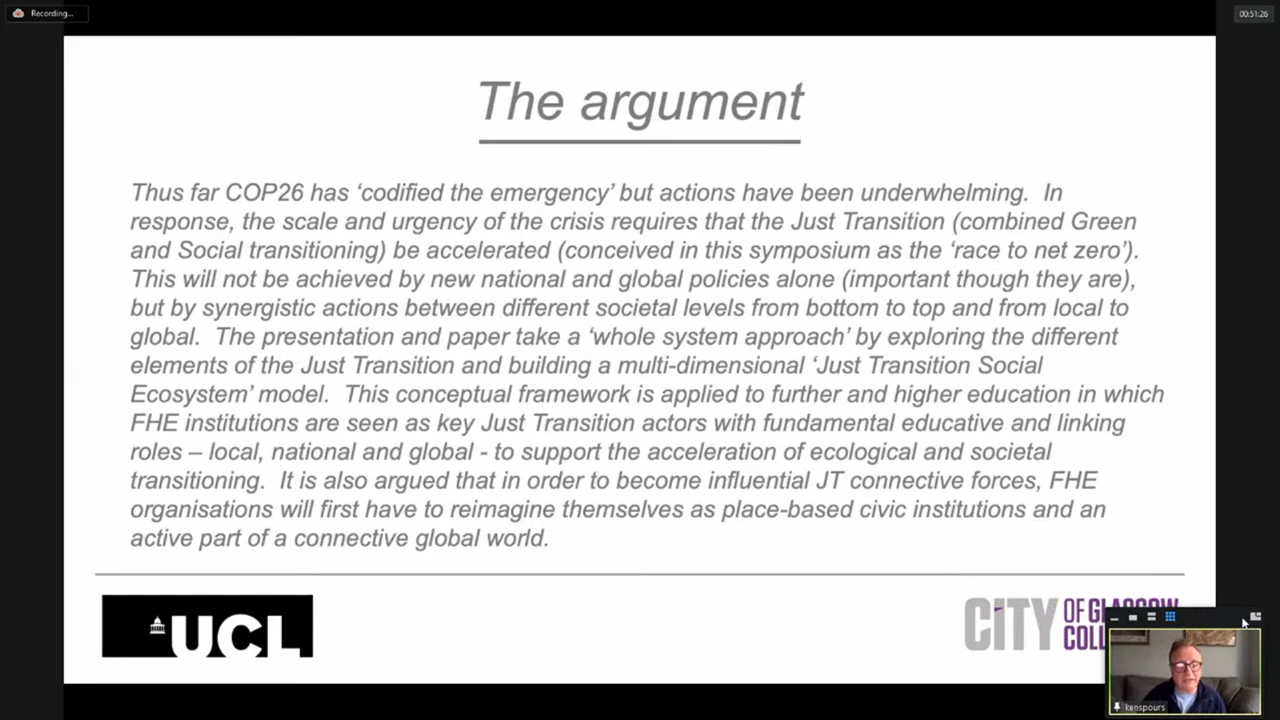 Recording...
00:51:26
The argument
Thus far COP26 has ‘codified the emergency’ but actions have been underwhelming.  In
response, the scale and urgency of the crisis requires that the Just Transition (combined Green
and Social transitioning) be accelerated (conceived in this symposium as the ‘race to net zero’).
This will not be achieved by new national and global policies alone (important though they are),
but by synergistic actions between different societal levels from bottom to top and from local to
global.  The presentation and paper take a ‘whole system approach’ by exploring the different
elements of the Just Transition and building a multi-dimensional ‘Just Transition Social
Ecosystem’ model.  This conceptual framework is applied to further and higher education in which
FHE institutions are seen as key Just Transition actors with fundamental educative and linking
roles – local, national and global - to support the acceleration of ecological and societal
transitioning.  It is also argued that in order to become influential JT connective forces, FHE
organisations will first have to reimagine themselves as place-based civic institutions and an
active part of a connective global world.
UCL
CITY OF
kenspours